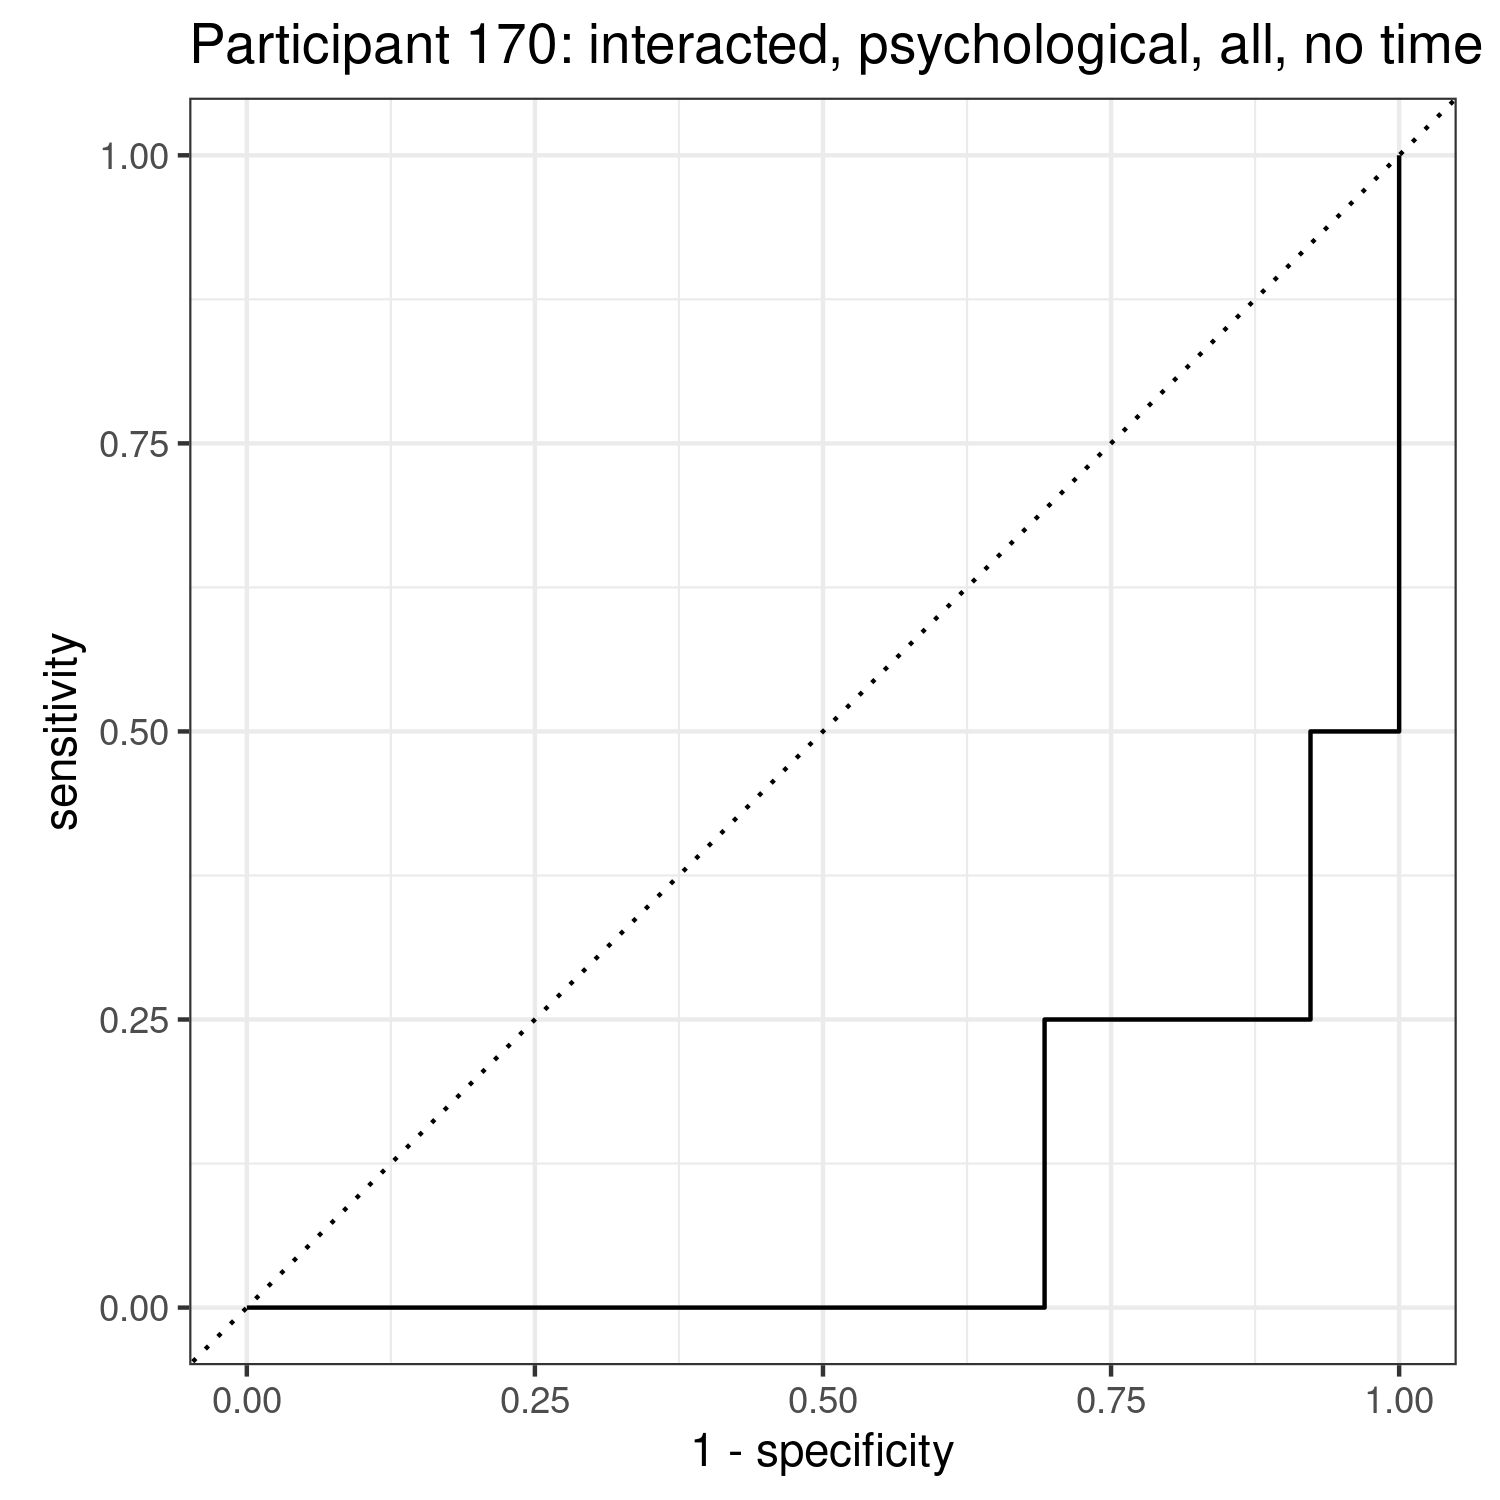 Participant 170: interacted, psychological, all, no time
1.00
0.75
0.50
0.25
0.00
sensitivity
0.00 0.25 0.50 0.75 1.00
1 - specificity